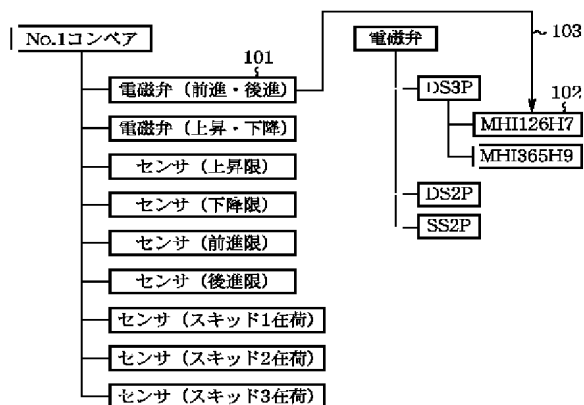 No.1コンベア
101
電磁弁（前進・後進）
電磁弁（上昇・下降）
センサ（上昇限）
センサ（下降限）
センサ（前進限）
センサ（後進限）
センサ（スキッド1在荷）
センサ（スキッド2在荷）
センサ（スキッド3在荷）
電磁弁
103
DS3P
102
MHI126H7
MHI365H9
DS2P
SS2P